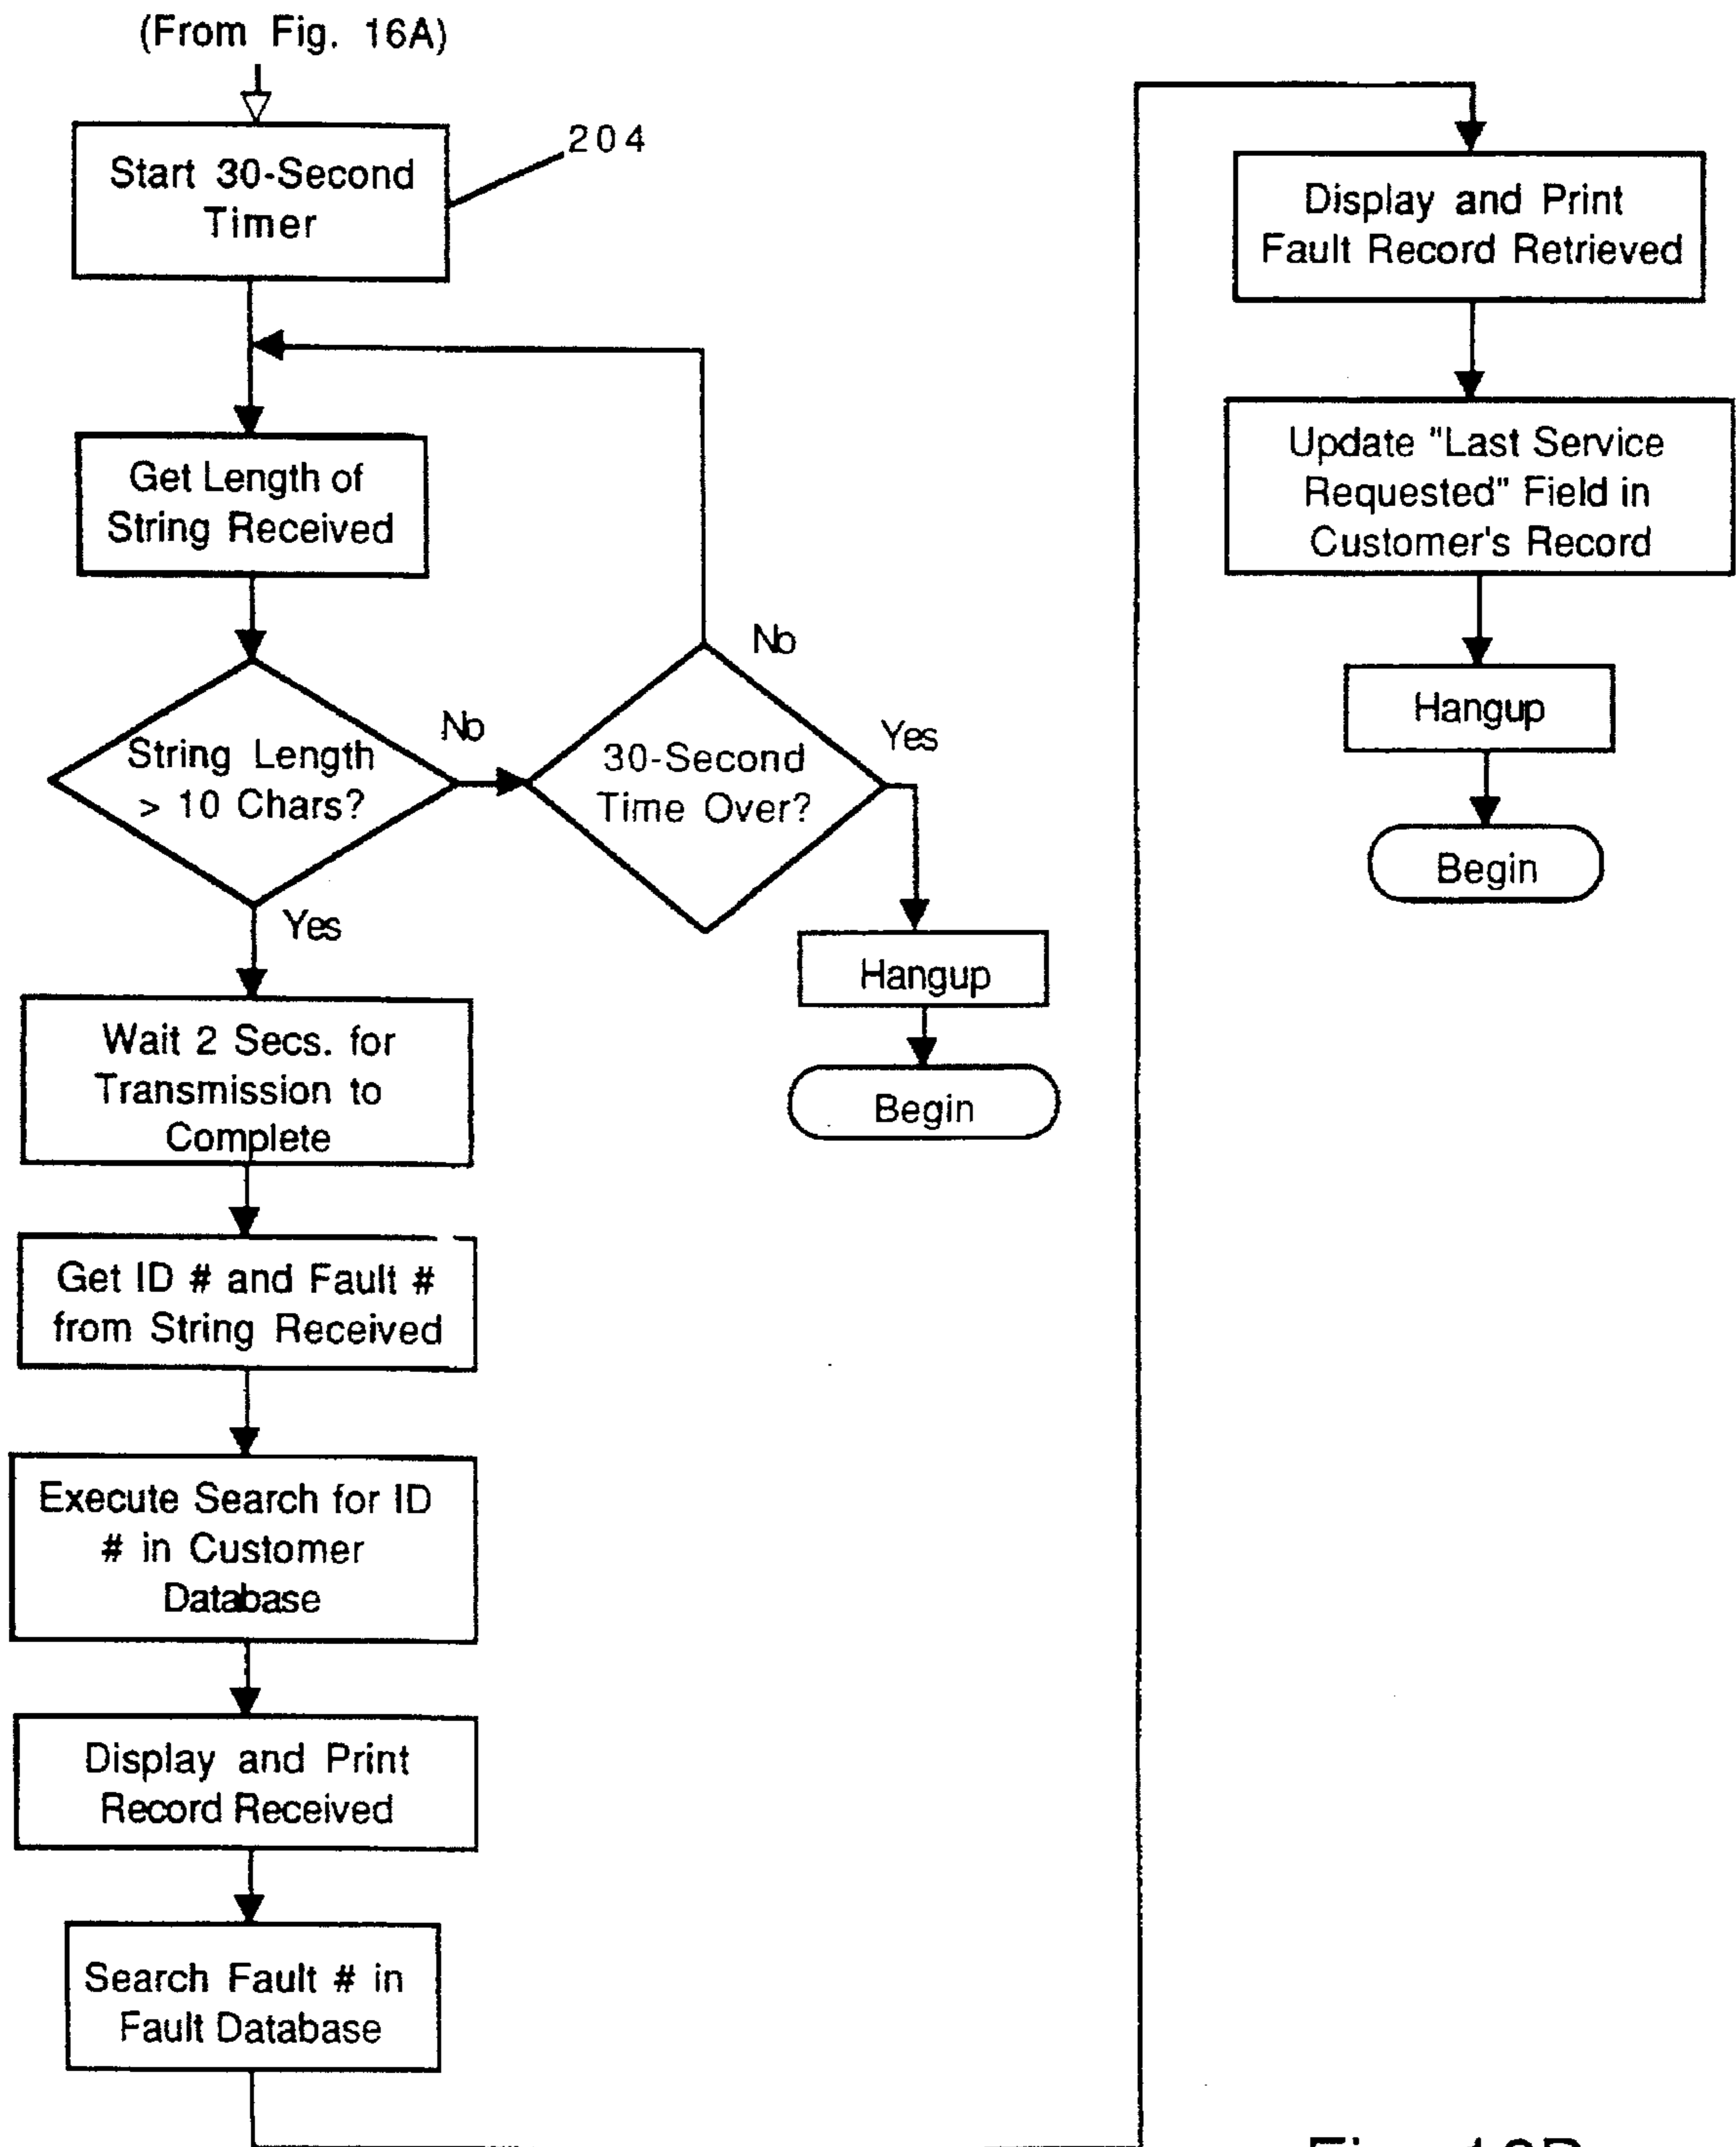 (From Fig. 16A)
Start 30-Second
Timer
204
Get Length of
String Received
String Length
> 10 Chars?
No
Yes
30-Second
Time Over?
No
Yes
Hangup
Begin
Wait 2 Secs. for
Transmission to
Complete
Get ID # and Fault #
from String Received
Execute Search for ID
# in Customer
Database
Display and Print
Record Received
Search Fault # in
Fault Database
Display and Print
Fault Record Retrieved
Update "Last Service
Requested" Field in
Customer's Record
Hangup
Begin